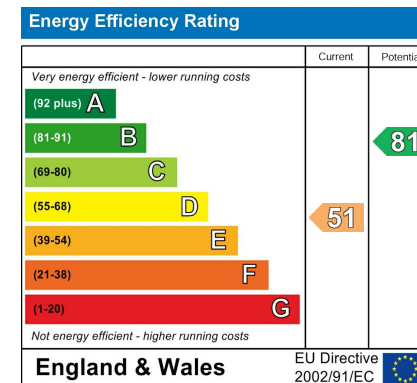 Energy Efficiency Rating
Current Potentia
Very energy efficient - lower running costs
(92 plus) A
(81-91) B
81
(69-80) C
(55-68) D
51
(39-54) E
(21-38) F
(1-20) G
Not energy efficient - higher running costs
England & Wales
EU Directive
2002/91/EC